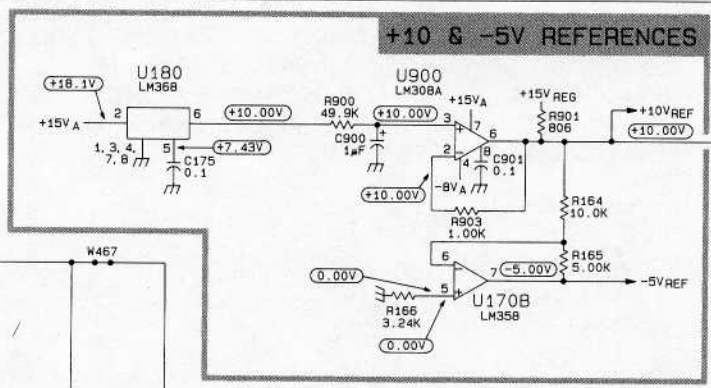 +10 & -5V REFERENCES
U180
LM368
+18.1V
+15V A
2
6
+10.00V
1, 3, 4,
7, 8
5
+7.43V
C175
0.1
R900
49.9K
C900
1µF
+
+10.00V
U900
LM308A
+15V A
3
+
7
6
2
−
8
4
C901
0.1
-8V A
+10.00V
R903
1.00K
+15V REG
R901
806
+10V REF
+10.00V
R164
10.0K
R165
5.00K
6
−
7
-5.00V
-5V REF
0.00V
5
+
U170B
LM358
R166
3.24K
0.00V
W467